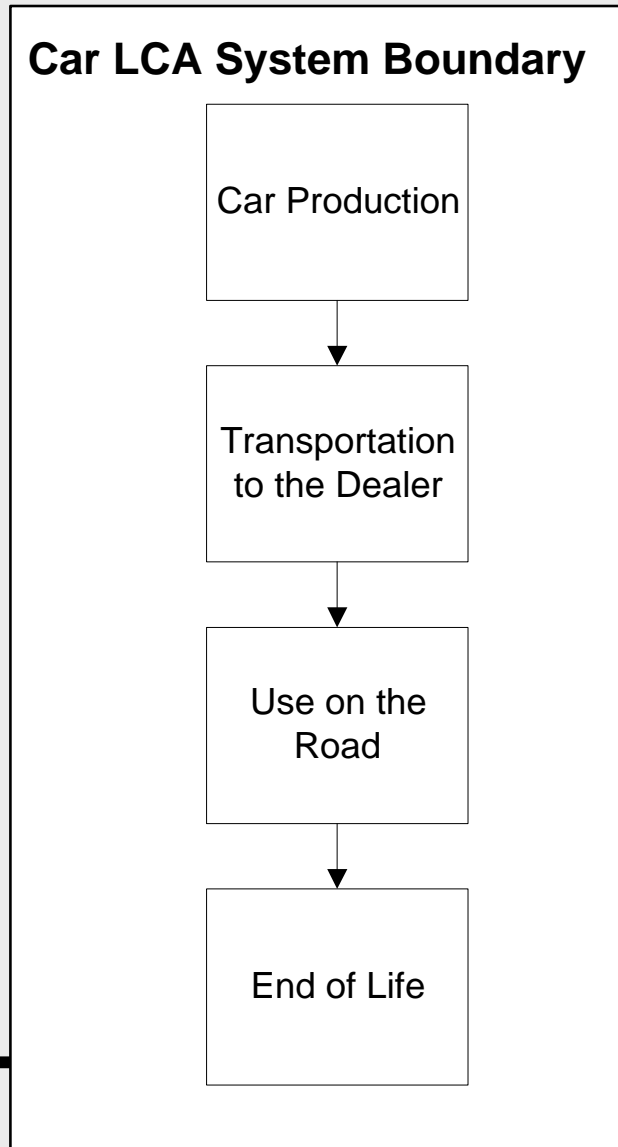 Car LCA System Boundary
Car Production
Transportation
to the Dealer
Use on the
Road
End of Life